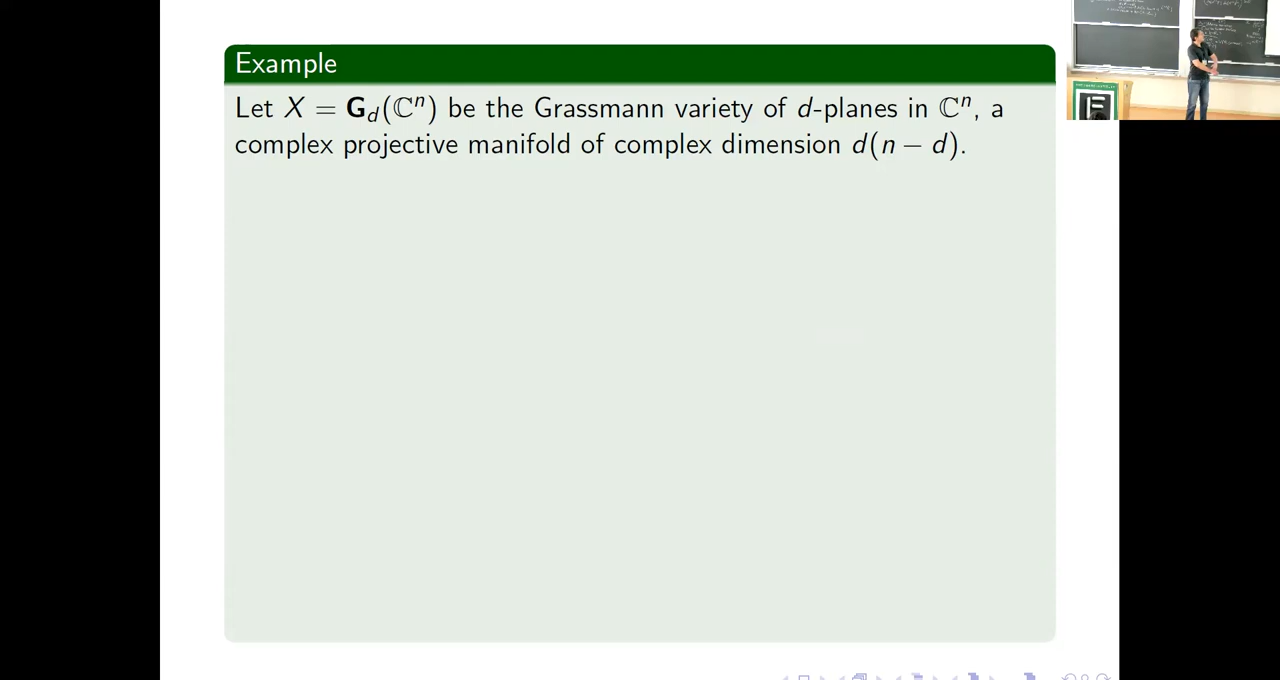 Example
Let X = G_d(ℂ^n) be the Grassmann variety of d-planes in ℂ^n, a
complex projective manifold of complex dimension d(n − d).